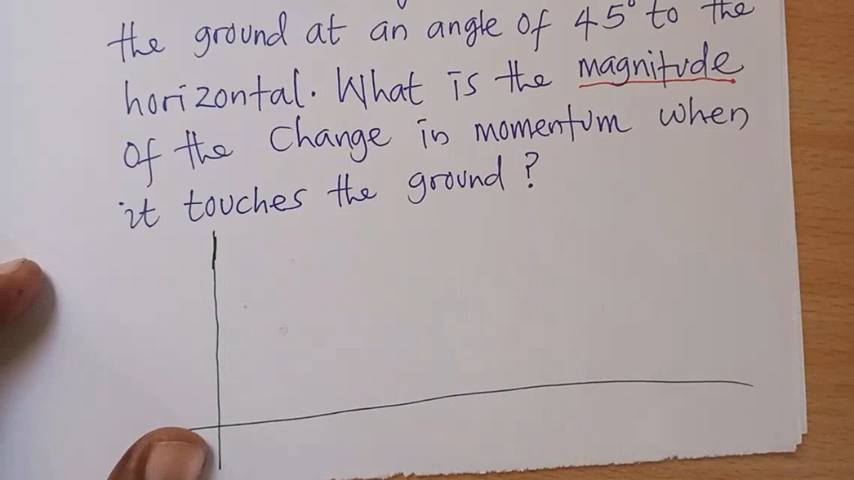 the ground at an angle of 45° to the
horizontal. What is the magnitude
of the change in momentum when
it touches the ground?